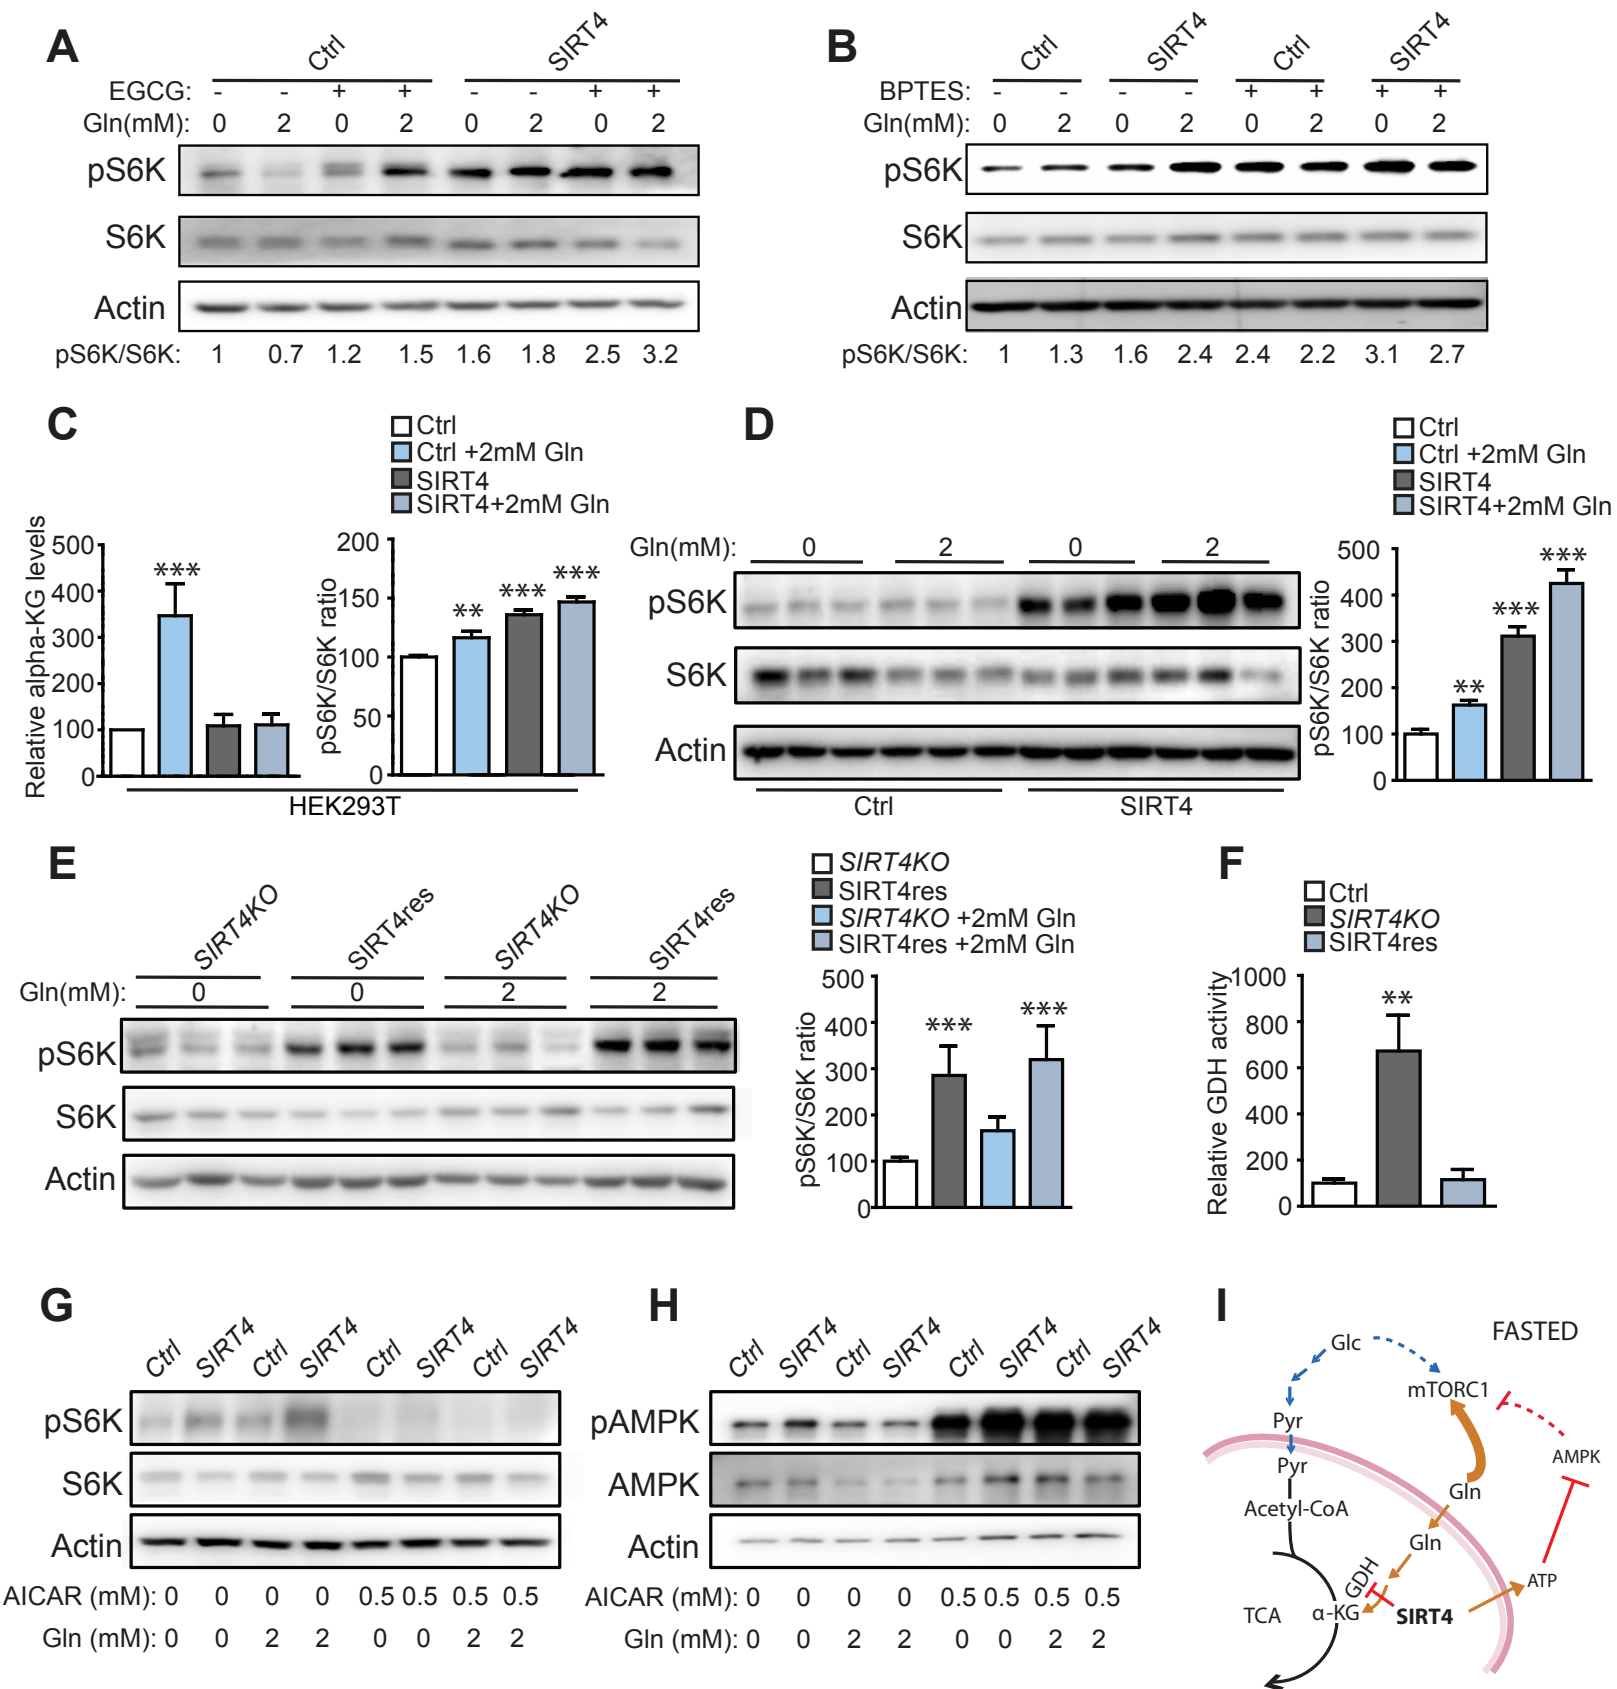 A
Ctrl SIRT4
EGCG: - - + + - - + +
Gln(mM): 0 2 0 2 0 2 0 2
pS6K
S6K
Actin
pS6K/S6K: 1 0.7 1.2 1.5 1.6 1.8 2.5 3.2
B
Ctrl SIRT4 Ctrl SIRT4
BPTES: - - - - + + + +
Gln(mM): 0 2 0 2 0 2 0 2
pS6K
S6K
Actin
pS6K/S6K: 1 1.3 1.6 2.4 2.4 2.2 3.1 2.7
C
Ctrl
Ctrl +2mM Gln
SIRT4
SIRT4+2mM Gln
Relative alpha-KG levels
500
400
300
200
100
0
***
pS6K/S6K ratio
200
150
100
50
0
** *** ***
HEK293T
D
Gln(mM): 0 2 0 2
pS6K
S6K
Actin
Ctrl SIRT4
Ctrl
Ctrl +2mM Gln
SIRT4
SIRT4+2mM Gln
pS6K/S6K ratio
500
400
300
200
100
0
** *** ***
E
SIRT4KO SIRT4res SIRT4KO SIRT4res
Gln(mM): 0 0 2 2
pS6K
S6K
Actin
SIRT4KO
SIRT4res
SIRT4KO +2mM Gln
SIRT4res +2mM Gln
pS6K/S6K ratio
500
400
300
200
100
0
*** ***
F
Ctrl
SIRT4KO
SIRT4res
Relative GDH activity
1000
800
600
400
200
0
**
G
Ctrl SIRT4 Ctrl SIRT4 Ctrl SIRT4 Ctrl SIRT4
pS6K
S6K
Actin
AICAR (mM): 0 0 0 0 0.5 0.5 0.5 0.5
Gln (mM): 0 0 2 2 0 0 2 2
H
Ctrl SIRT4 Ctrl SIRT4 Ctrl SIRT4 Ctrl SIRT4
pAMPK
AMPK
Actin
AICAR (mM): 0 0 0 0 0.5 0.5 0.5 0.5
Gln (mM): 0 0 2 2 0 0 2 2
I
FASTED
Glc
mTORC1
Pyr
Pyr
AMPK
Acetyl-CoA
Gln
Gln
GDH
ATP
TCA
α-KG
SIRT4